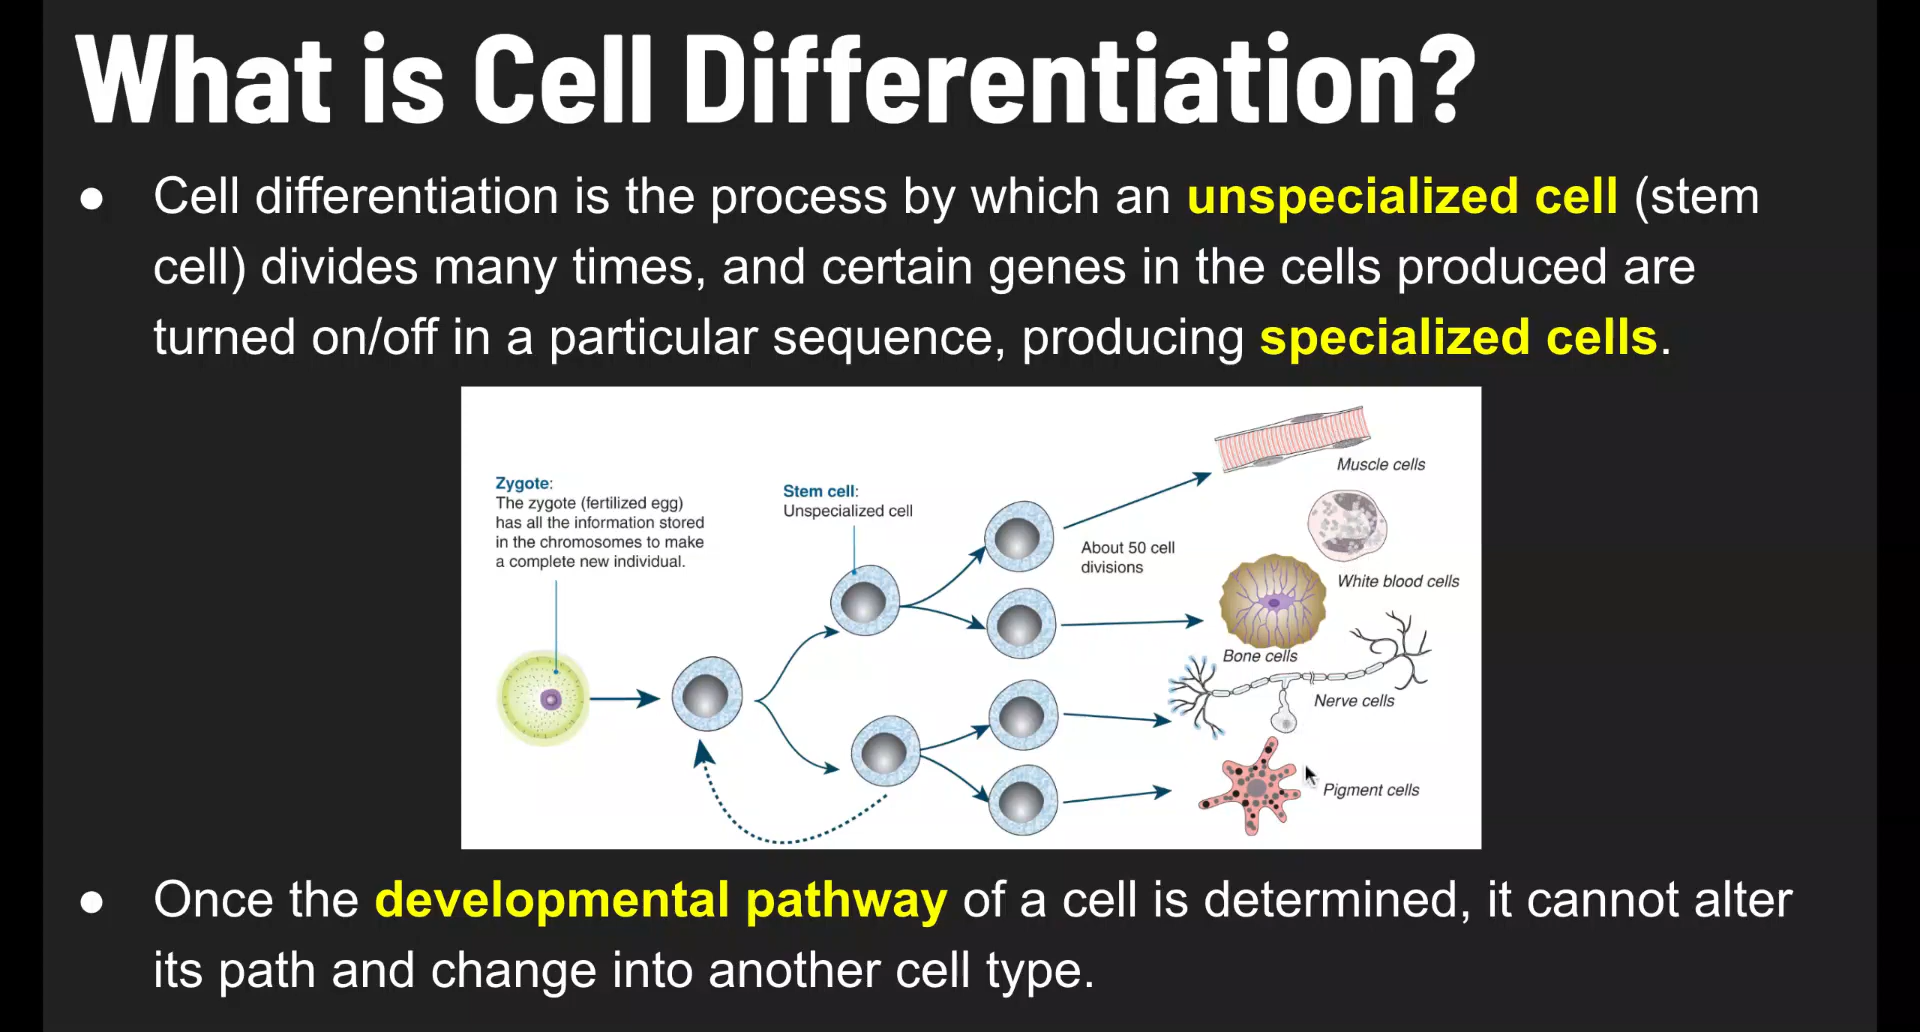 What is Cell Differentiation?
● Cell differentiation is the process by which an unspecialized cell (stem
cell) divides many times, and certain genes in the cells produced are
turned on/off in a particular sequence, producing specialized cells.
Zygote:
The zygote (fertilized egg)
has all the information stored
in the chromosomes to make
a complete new individual.
Stem cell:
Unspecialized cell
About 50 cell
divisions
Muscle cells
White blood cells
Bone cells
Nerve cells
Pigment cells
● Once the developmental pathway of a cell is determined, it cannot alter
its path and change into another cell type.